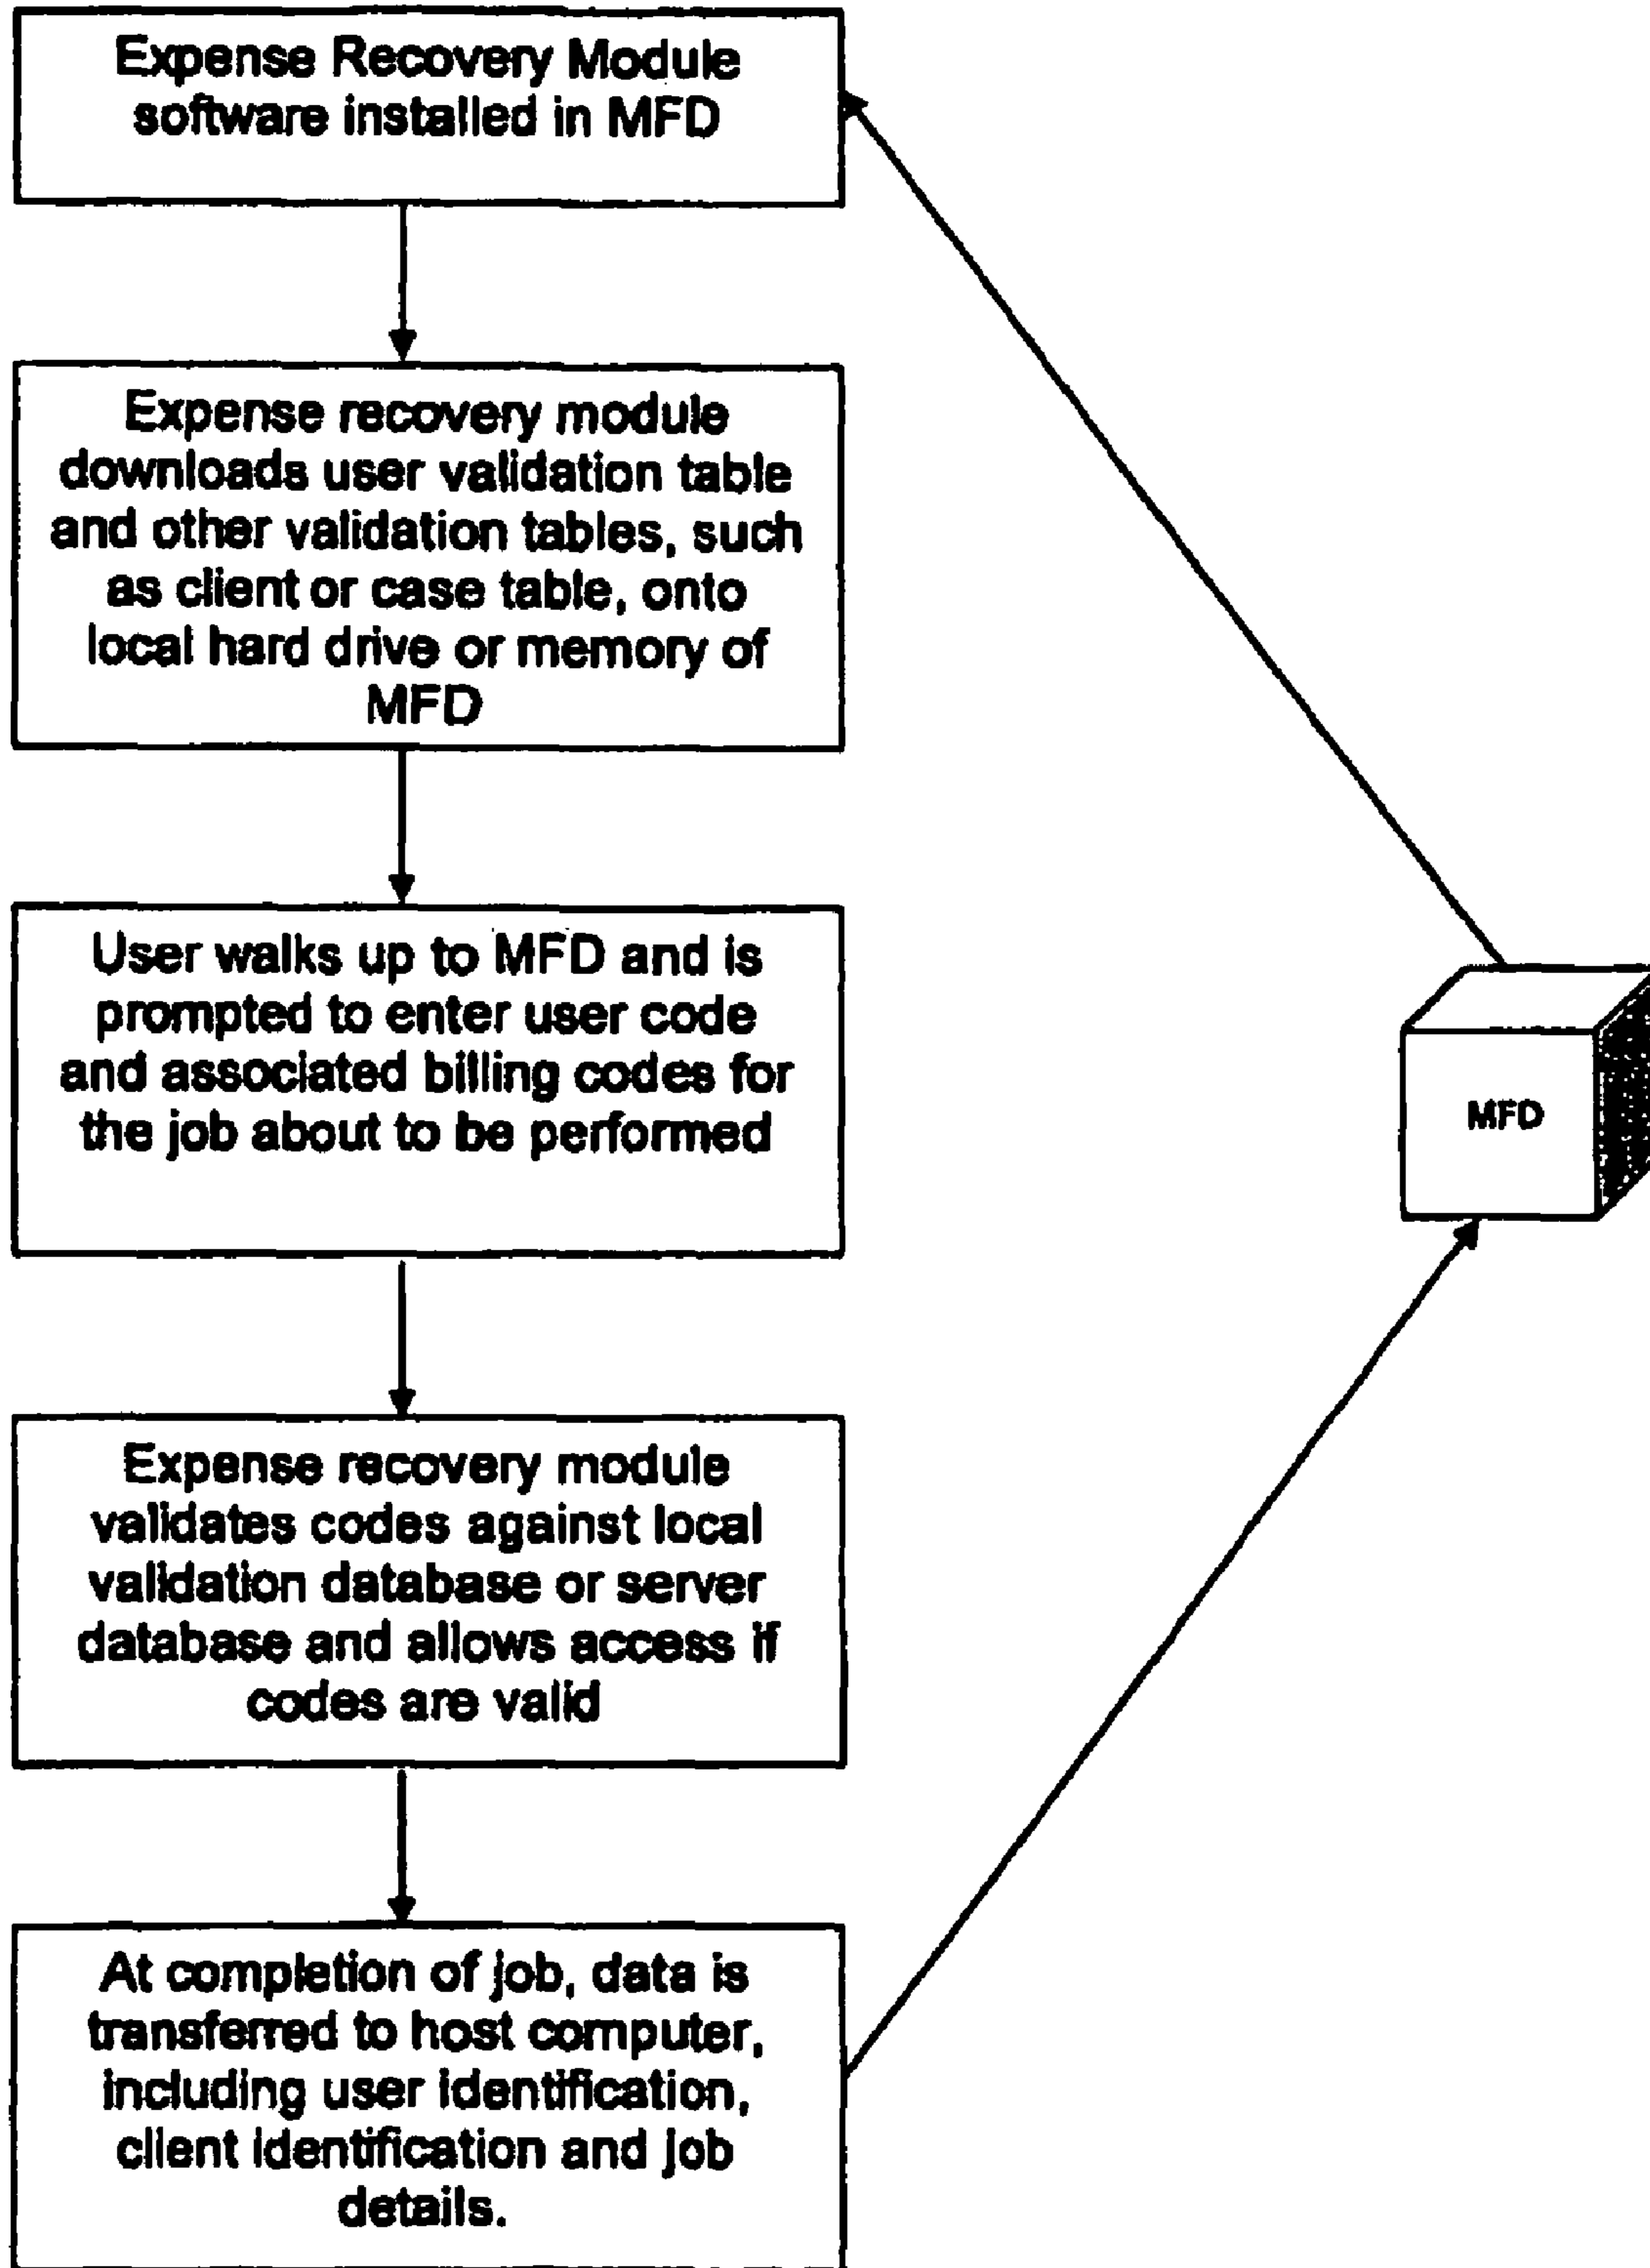 Expense Recovery Module
software installed in MFD
Expense recovery module
downloads user validation table
and other validation tables, such
as client or case table, onto
local hard drive or memory of
MFD
User walks up to MFD and is
prompted to enter user code
and associated billing codes for
the job about to be performed
MFD
Expense recovery module
validates codes against local
validation database or server
database and allows access if
codes are valid
At completion of job, data is
transferred to host computer,
including user identification,
client identification and job
details.